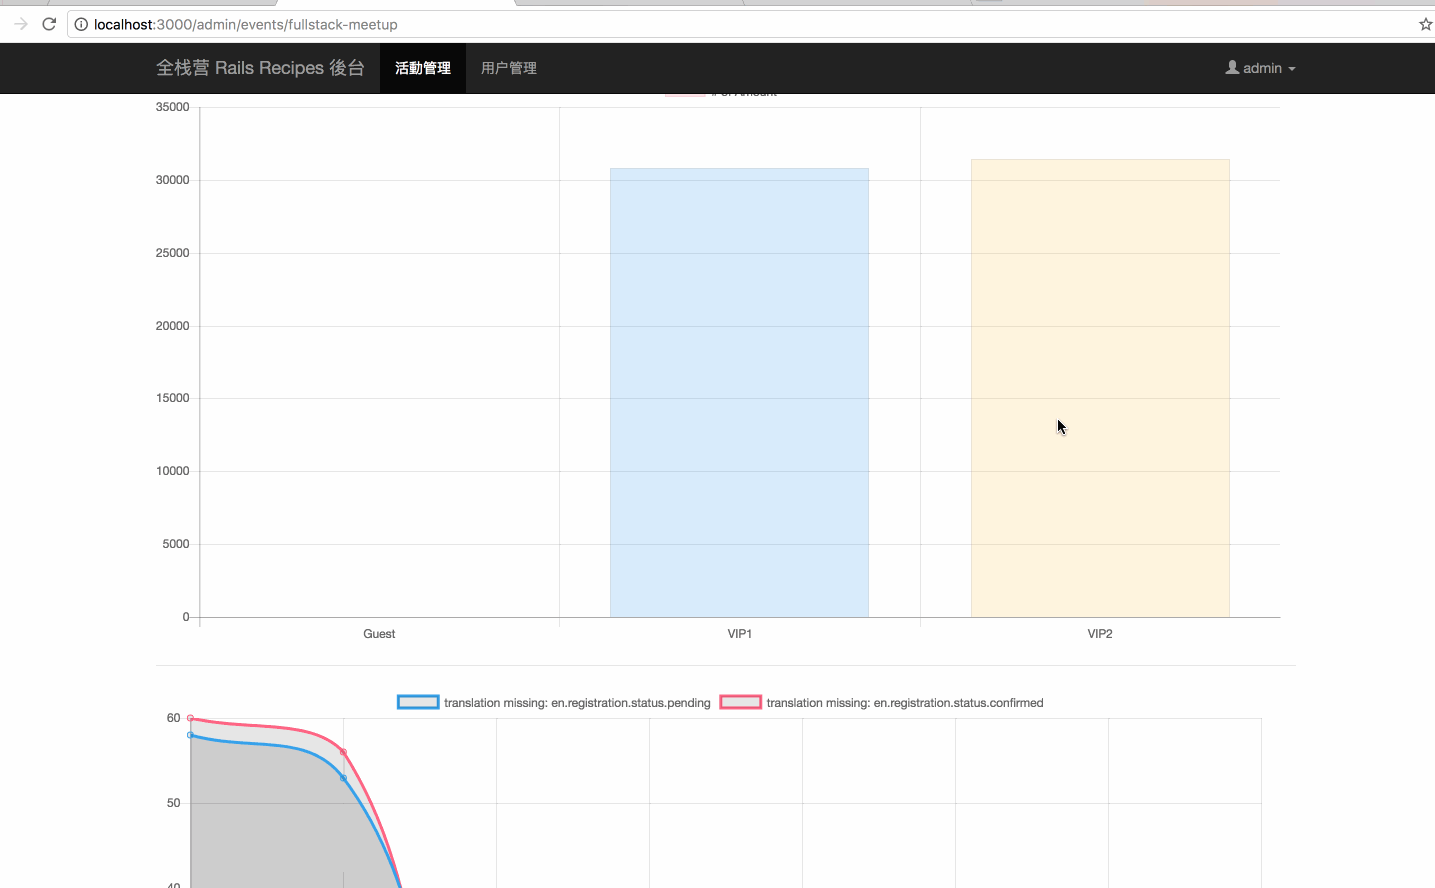 localhost:3000/admin/events/fullstack-meetup
全栈营 Rails Recipes 後台 活動管理 用户管理 admin
# of Amount
35000
30000
25000
20000
15000
10000
5000
0
Guest VIP1 VIP2
translation missing: en.registration.status.pending translation missing: en.registration.status.confirmed
60
50
40